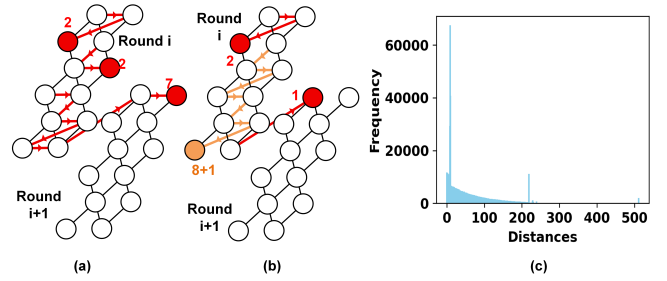 2
Round i
2
7
Round
i+1
(a)
Round
i
2
1
8+1
Round
i+1
(b)
Frequency
60000
40000
20000
0
0 100 200 300 400 500
Distances
(c)